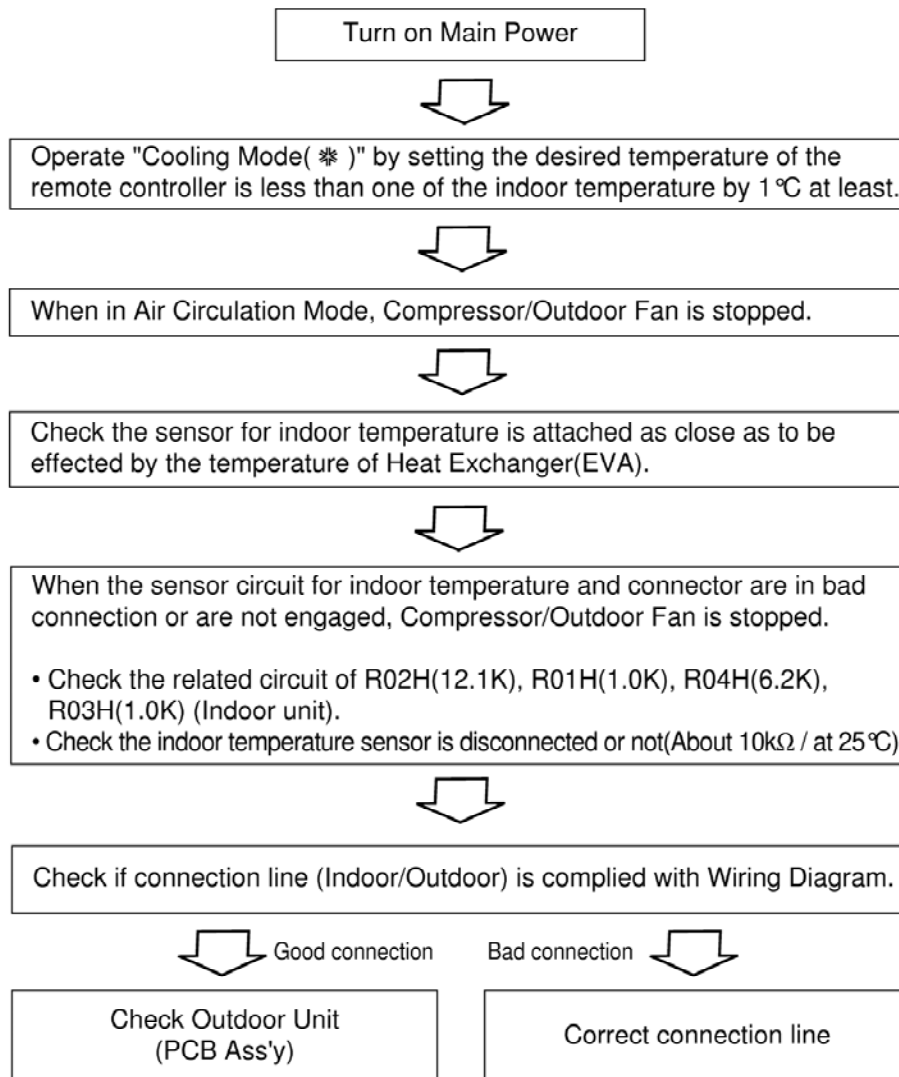 Turn on Main Power
Operate "Cooling Mode( ❄ )" by setting the desired temperature of the
remote controller is less than one of the indoor temperature by 1°C at least.
When in Air Circulation Mode, Compressor/Outdoor Fan is stopped.
Check the sensor for indoor temperature is attached as close as to be
effected by the temperature of Heat Exchanger(EVA).
When the sensor circuit for indoor temperature and connector are in bad
connection or are not engaged, Compressor/Outdoor Fan is stopped.
• Check the related circuit of R02H(12.1K), R01H(1.0K), R04H(6.2K),
R03H(1.0K) (Indoor unit).
• Check the indoor temperature sensor is disconnected or not(About 10kΩ / at 25°C)
Check if connection line (Indoor/Outdoor) is complied with Wiring Diagram.
Good connection
Bad connection
Check Outdoor Unit
(PCB Ass'y)
Correct connection line